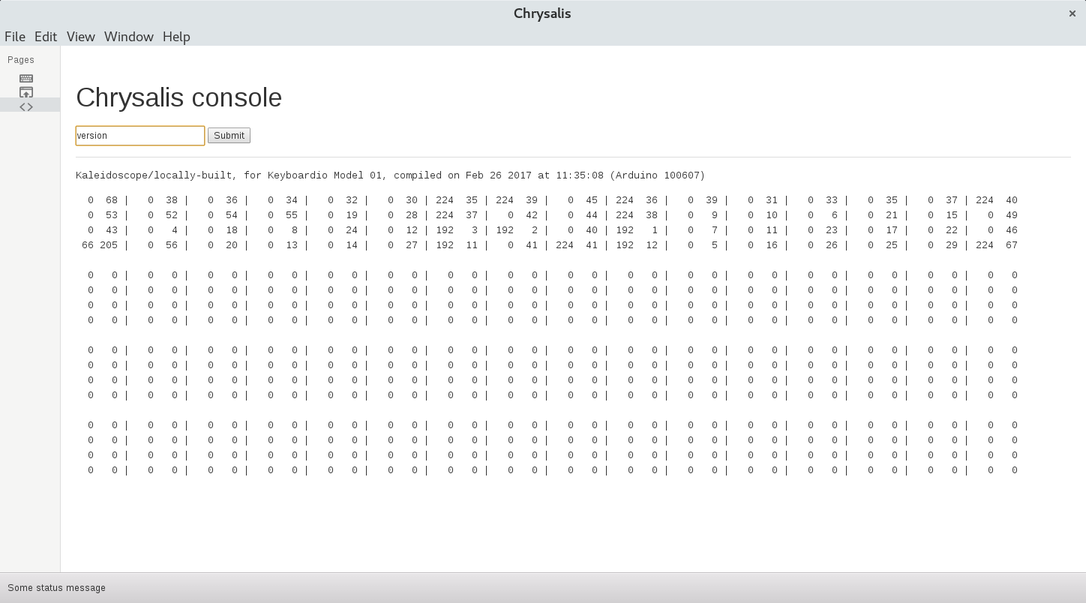 Chrysalis ×
File Edit View Window Help
Pages
Chrysalis console
version Submit
Kaleidoscope/locally-built, for Keyboardio Model 01, compiled on Feb 26 2017 at 11:35:08 (Arduino 100607)
0 68 | 0 38 | 0 36 | 0 34 | 0 32 | 0 30 | 224 35 | 224 39 | 0 45 | 224 36 | 0 39 | 0 31 | 0 33 | 0 35 | 0 37 | 224 40
0 53 | 0 52 | 0 54 | 0 55 | 0 19 | 0 28 | 224 37 | 0 42 | 0 44 | 224 38 | 0 9 | 0 10 | 0 6 | 0 21 | 0 15 | 0 49
0 43 | 0 4 | 0 18 | 0 8 | 0 24 | 0 12 | 192 3 | 192 2 | 0 40 | 192 1 | 0 7 | 0 11 | 0 23 | 0 17 | 0 22 | 0 46
66 205 | 0 56 | 0 20 | 0 13 | 0 14 | 0 27 | 192 11 | 0 41 | 224 41 | 192 12 | 0 5 | 0 16 | 0 26 | 0 25 | 0 29 | 224 67
0 0 | 0 0 | 0 0 | 0 0 | 0 0 | 0 0 | 0 0 | 0 0 | 0 0 | 0 0 | 0 0 | 0 0 | 0 0 | 0 0 | 0 0 | 0 0
0 0 | 0 0 | 0 0 | 0 0 | 0 0 | 0 0 | 0 0 | 0 0 | 0 0 | 0 0 | 0 0 | 0 0 | 0 0 | 0 0 | 0 0 | 0 0
0 0 | 0 0 | 0 0 | 0 0 | 0 0 | 0 0 | 0 0 | 0 0 | 0 0 | 0 0 | 0 0 | 0 0 | 0 0 | 0 0 | 0 0 | 0 0
0 0 | 0 0 | 0 0 | 0 0 | 0 0 | 0 0 | 0 0 | 0 0 | 0 0 | 0 0 | 0 0 | 0 0 | 0 0 | 0 0 | 0 0 | 0 0
0 0 | 0 0 | 0 0 | 0 0 | 0 0 | 0 0 | 0 0 | 0 0 | 0 0 | 0 0 | 0 0 | 0 0 | 0 0 | 0 0 | 0 0 | 0 0
0 0 | 0 0 | 0 0 | 0 0 | 0 0 | 0 0 | 0 0 | 0 0 | 0 0 | 0 0 | 0 0 | 0 0 | 0 0 | 0 0 | 0 0 | 0 0
0 0 | 0 0 | 0 0 | 0 0 | 0 0 | 0 0 | 0 0 | 0 0 | 0 0 | 0 0 | 0 0 | 0 0 | 0 0 | 0 0 | 0 0 | 0 0
0 0 | 0 0 | 0 0 | 0 0 | 0 0 | 0 0 | 0 0 | 0 0 | 0 0 | 0 0 | 0 0 | 0 0 | 0 0 | 0 0 | 0 0 | 0 0
0 0 | 0 0 | 0 0 | 0 0 | 0 0 | 0 0 | 0 0 | 0 0 | 0 0 | 0 0 | 0 0 | 0 0 | 0 0 | 0 0 | 0 0 | 0 0
0 0 | 0 0 | 0 0 | 0 0 | 0 0 | 0 0 | 0 0 | 0 0 | 0 0 | 0 0 | 0 0 | 0 0 | 0 0 | 0 0 | 0 0 | 0 0
0 0 | 0 0 | 0 0 | 0 0 | 0 0 | 0 0 | 0 0 | 0 0 | 0 0 | 0 0 | 0 0 | 0 0 | 0 0 | 0 0 | 0 0 | 0 0
0 0 | 0 0 | 0 0 | 0 0 | 0 0 | 0 0 | 0 0 | 0 0 | 0 0 | 0 0 | 0 0 | 0 0 | 0 0 | 0 0 | 0 0 | 0 0
Some status message